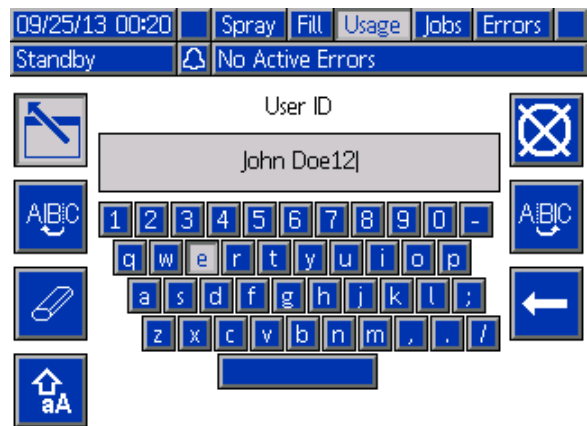 09/25/13 00:20 Spray Fill Usage Jobs Errors
Standby No Active Errors
User ID
John Doe12
ABC 1 2 3 4 5 6 7 8 9 0 - ABC
q w e r t y u i o p
a s d f g h j k l ;
z x c v b n m , . /
aA